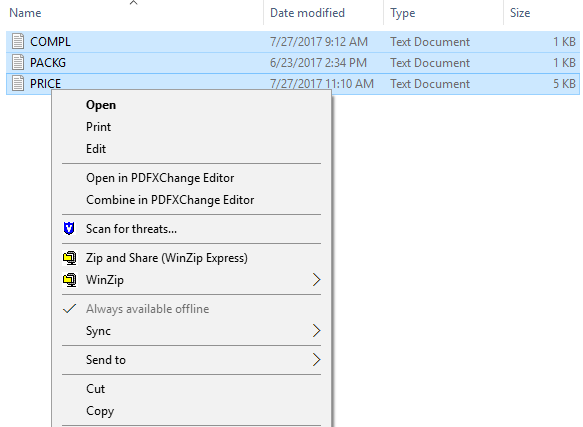 Name Date modified Type Size
COMPL 7/27/2017 9:12 AM Text Document 1 KB
PACKG 6/23/2017 2:34 PM Text Document 1 KB
PRICE 7/27/2017 11:10 AM Text Document 5 KB
Open
Print
Edit
Open in PDFXChange Editor
Combine in PDFXChange Editor
Scan for threats...
Zip and Share (WinZip Express)
WinZip
Always available offline
Sync
Send to
Cut
Copy